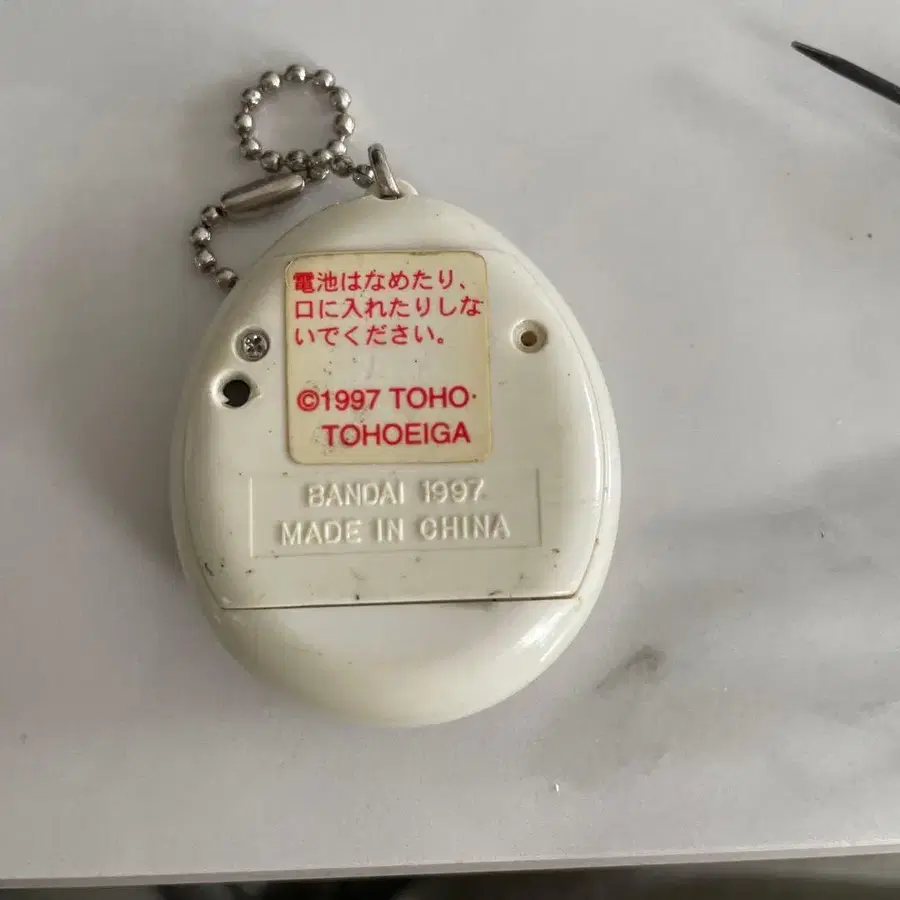 電池はなめたり、
口に入れたりしな
いでください。
©1997 TOHO·
TOHOEIGA
BANDAI 1997
MADE IN CHINA